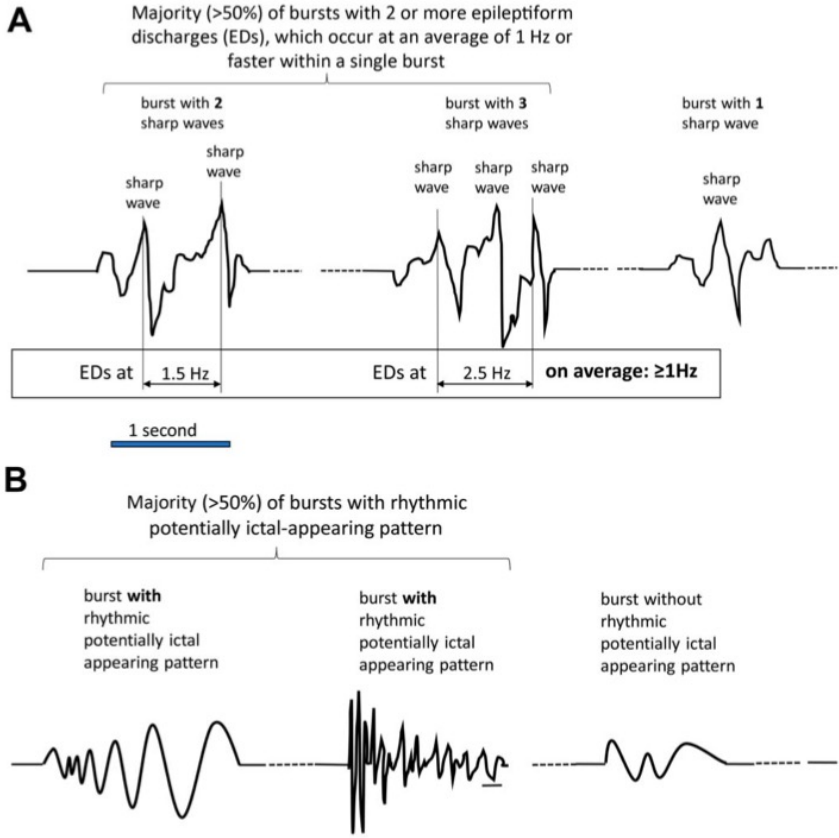 A
Majority (>50%) of bursts with 2 or more epileptiform
discharges (EDs), which occur at an average of 1 Hz or
faster within a single burst
burst with 2
sharp waves
burst with 3
sharp waves
burst with 1
sharp wave
sharp
wave
sharp
wave
sharp
wave
sharp
wave
sharp
wave
sharp
wave
EDs at
1.5 Hz
EDs at
2.5 Hz
on average: ≥1Hz
1 second
B
Majority (>50%) of bursts with rhythmic
potentially ictal-appearing pattern
burst with
rhythmic
potentially ictal
appearing pattern
burst with
rhythmic
potentially ictal
appearing pattern
burst without
rhythmic
potentially ictal
appearing pattern